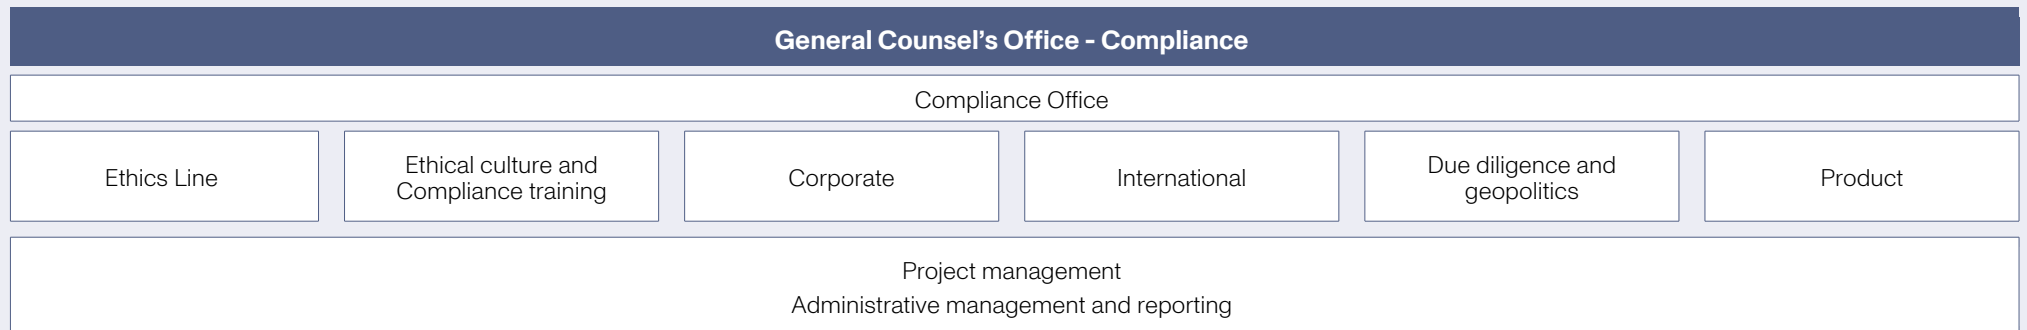 General Counsel’s Office - Compliance
Compliance Office
Ethics Line
Ethical culture and
Compliance training
Corporate
International
Due diligence and
geopolitics
Product
Project management
Administrative management and reporting